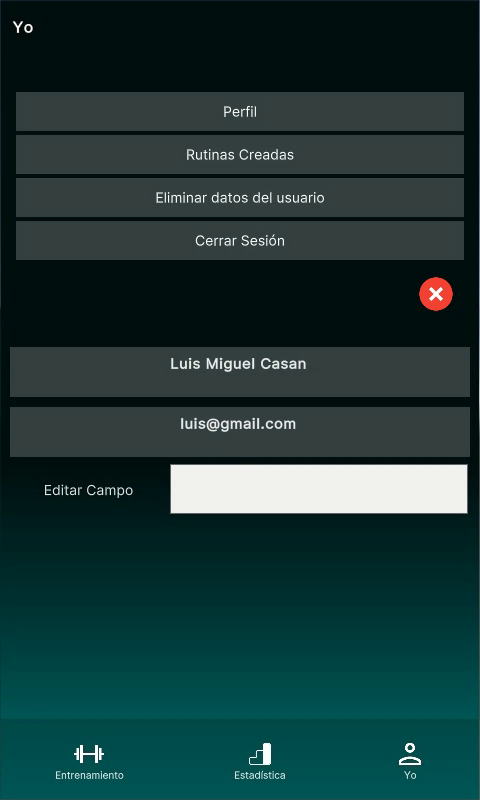 Yo
Perfil
Rutinas Creadas
Eliminar datos del usuario
Cerrar Sesión
Luis Miguel Casan
luis@gmail.com
Editar Campo
Entrenamiento
Estadística
Yo